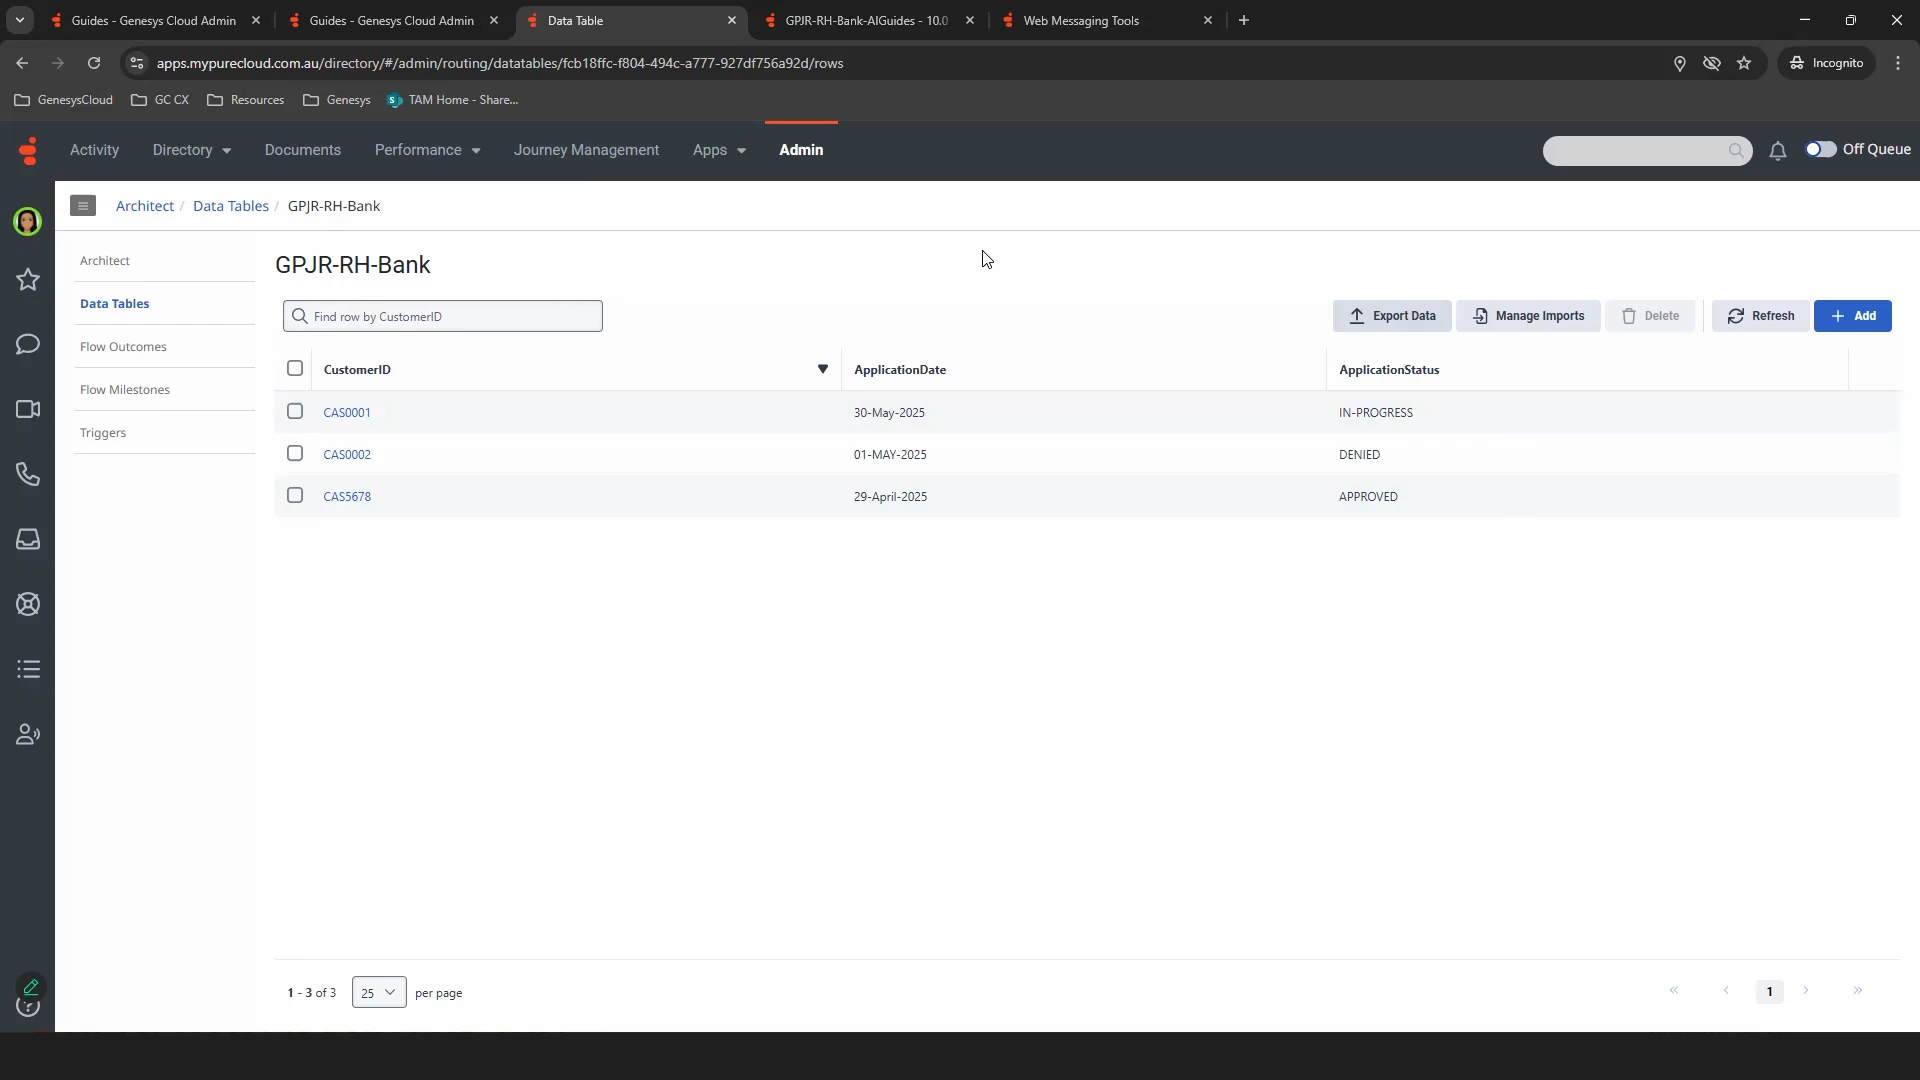 Guides - Genesys Cloud Admin
Guides - Genesys Cloud Admin
Data Table
GPJR-RH-Bank-AIGuides - 10.0
Web Messaging Tools
apps.mypurecloud.com.au/directory/#/admin/routing/datatables/fcb18ffc-f804-494c-a777-927df756a92d/rows
Incognito
GenesysCloud
GC CX
Resources
Genesys
TAM Home - Share...
Activity
Directory
Documents
Performance
Journey Management
Apps
Admin
Off Queue
Architect / Data Tables / GPJR-RH-Bank
Architect
Data Tables
Flow Outcomes
Flow Milestones
Triggers
GPJR-RH-Bank
Find row by CustomerID
Export Data
Manage Imports
Delete
Refresh
Add
CustomerID ApplicationDate ApplicationStatus
CAS0001 30-May-2025 IN-PROGRESS
CAS0002 01-MAY-2025 DENIED
CAS5678 29-April-2025 APPROVED
1 - 3 of 3 25 per page
1